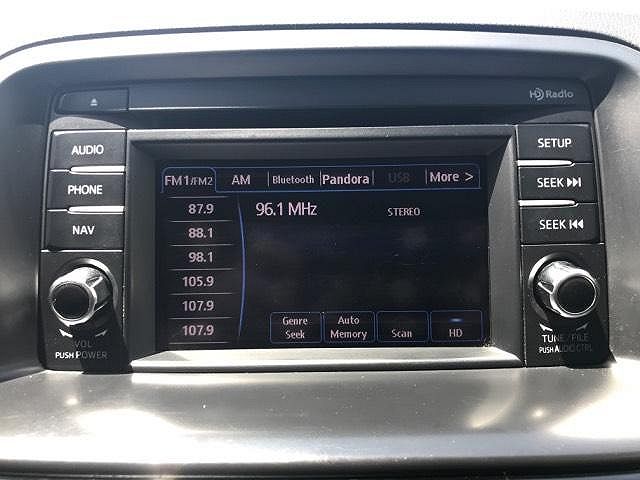 HD Radio
AUDIO
PHONE
NAV
VOL
PUSH POWER
FM1/FM2 AM Bluetooth Pandora USB More >
87.9
88.1
98.1
105.9
107.9
107.9
96.1 MHz STEREO
Genre Seek
Auto Memory
Scan
HD
SETUP
SEEK
SEEK
TUNE/FILE
PUSH AUDIO CTRL